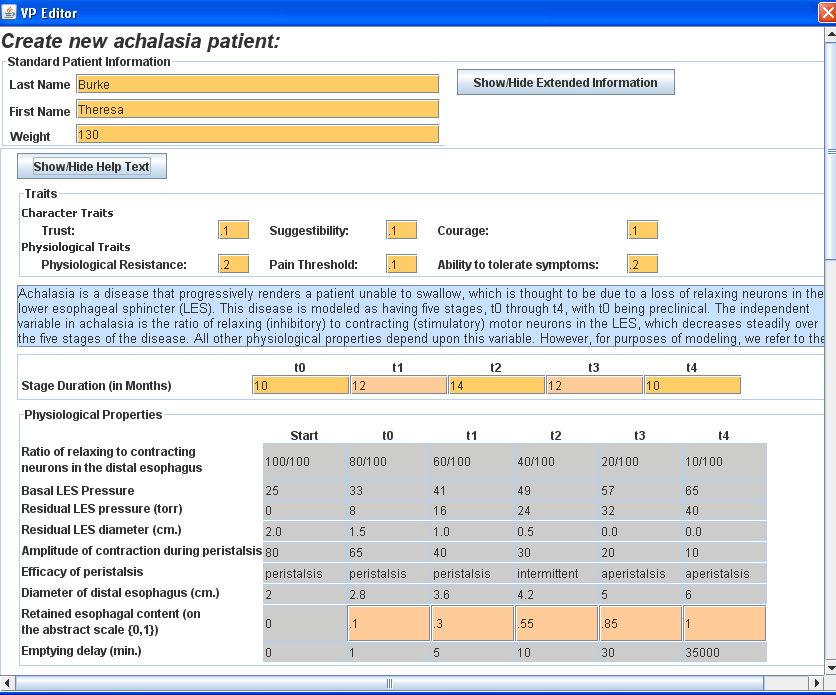 VP Editor
Create new achalasia patient:
Standard Patient Information
Last Name Burke
Show/Hide Extended Information
First Name Theresa
Weight 130
Show/Hide Help Text
Traits
Character Traits
Trust: .1 Suggestibility: .1 Courage: .1
Physiological Traits
Physiological Resistance: .2 Pain Threshold: .1 Ability to tolerate symptoms: .2
Achalasia is a disease that progressively renders a patient unable to swallow, which is thought to be due to a loss of relaxing neurons in the
lower esophageal sphincter (LES). This disease is modeled as having five stages, t0 through t4, with t0 being preclinical. The independent
variable in achalasia is the ratio of relaxing (inhibitory) to contracting (stimulatory) motor neurons in the LES, which decreases steadily over
the five stages of the disease. All other physiological properties depend upon this variable. However, for purposes of modeling, we refer to the
t0 t1 t2 t3 t4
Stage Duration (in Months) 10 12 14 12 10
Physiological Properties
Start t0 t1 t2 t3 t4
Ratio of relaxing to contracting
neurons in the distal esophagus 100/100 80/100 60/100 40/100 20/100 10/100
Basal LES Pressure 25 33 41 49 57 65
Residual LES pressure (torr) 0 8 16 24 32 40
Residual LES diameter (cm.) 2.0 1.5 1.0 0.5 0.0 0.0
Amplitude of contraction during peristalsis 80 65 40 30 20 10
Efficacy of peristalsis peristalsis peristalsis peristalsis intermittent aperistalsis aperistalsis
Diameter of distal esophagus (cm.) 2 2.8 3.6 4.2 5 6
Retained esophagal content (on
the abstract scale {0,1}) 0 .1 .3 .55 .85 1
Emptying delay (min.) 0 1 5 10 30 35000